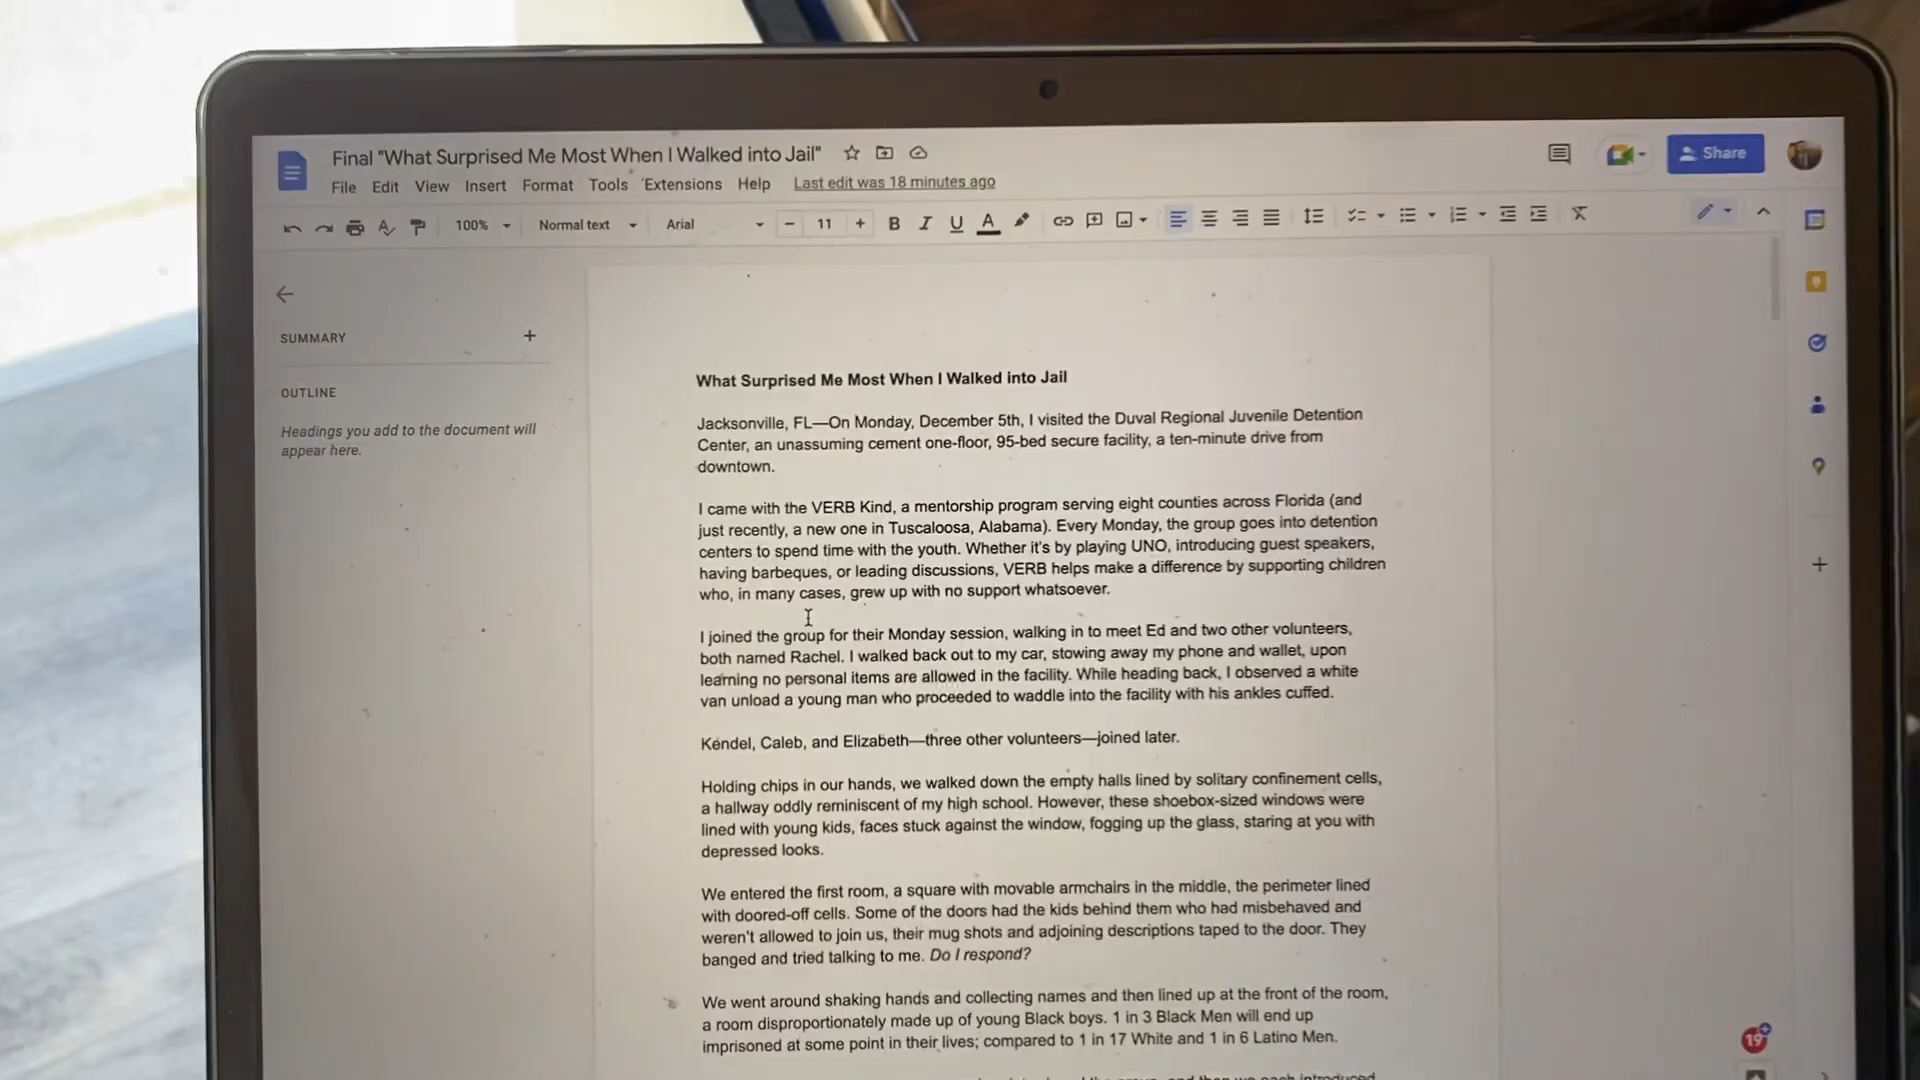 Final "What Surprised Me Most When I Walked into Jail"
Share
File Edit View Insert Format Tools Extensions Help Last edit was 18 minutes ago
100% Normal text Arial 11 B I U A
SUMMARY
OUTLINE
Headings you add to the document will
appear here.
What Surprised Me Most When I Walked into Jail
Jacksonville, FL—On Monday, December 5th, I visited the Duval Regional Juvenile Detention
Center, an unassuming cement one-floor, 95-bed secure facility, a ten-minute drive from
downtown.
I came with the VERB Kind, a mentorship program serving eight counties across Florida (and
just recently, a new one in Tuscaloosa, Alabama). Every Monday, the group goes into detention
centers to spend time with the youth. Whether it's by playing UNO, introducing guest speakers,
having barbeques, or leading discussions, VERB helps make a difference by supporting children
who, in many cases, grew up with no support whatsoever.
I joined the group for their Monday session, walking in to meet Ed and two other volunteers,
both named Rachel. I walked back out to my car, stowing away my phone and wallet, upon
learning no personal items are allowed in the facility. While heading back, I observed a white
van unload a young man who proceeded to waddle into the facility with his ankles cuffed.
Kendel, Caleb, and Elizabeth—three other volunteers—joined later.
Holding chips in our hands, we walked down the empty halls lined by solitary confinement cells,
a hallway oddly reminiscent of my high school. However, these shoebox-sized windows were
lined with young kids, faces stuck against the window, fogging up the glass, staring at you with
depressed looks.
We entered the first room, a square with movable armchairs in the middle, the perimeter lined
with doored-off cells. Some of the doors had the kids behind them who had misbehaved and
weren't allowed to join us, their mug shots and adjoining descriptions taped to the door. They
banged and tried talking to me. Do I respond?
We went around shaking hands and collecting names and then lined up at the front of the room,
a room disproportionately made up of young Black boys. 1 in 3 Black Men will end up
imprisoned at some point in their lives; compared to 1 in 17 White and 1 in 6 Latino Men.
19